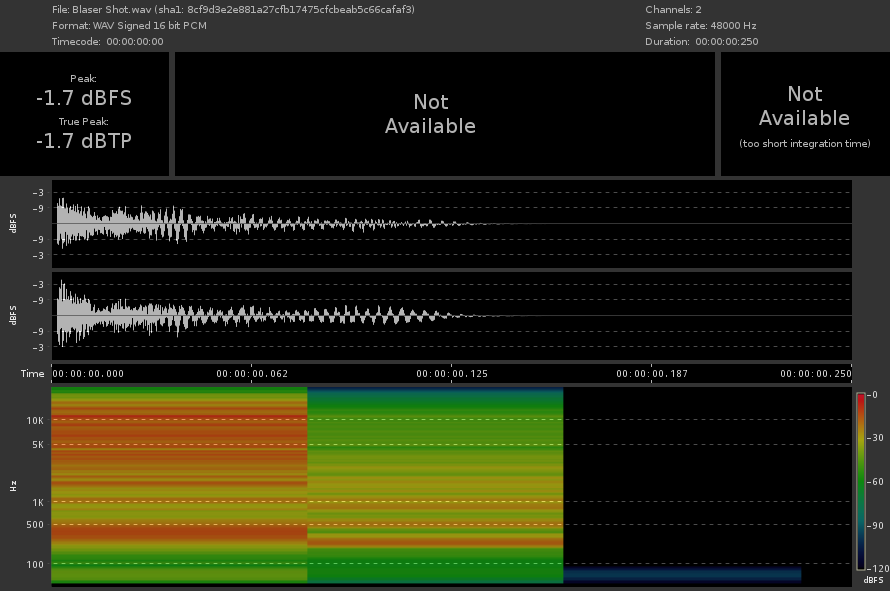 File: Blaser Shot.wav (sha1: 8cf9d3e2e881a27cfb17475cfcbeab5c66cafaf3)
Format: WAV Signed 16 bit PCM
Timecode: 00:00:00:00
Channels: 2
Sample rate: 48000 Hz
Duration: 00:00:00:250
Peak:
-1.7 dBFS
True Peak:
-1.7 dBTP
Not
Available
Not
Available
(too short integration time)
dBFS
-3
-9
-9
-3
dBFS
-3
-9
-9
-3
Time
00:00:00.000
00:00:00.062
00:00:00.125
00:00:00.187
00:00:00.250
Hz
10K
5K
1K
500
100
-0
-30
-60
-90
-120
dBFS